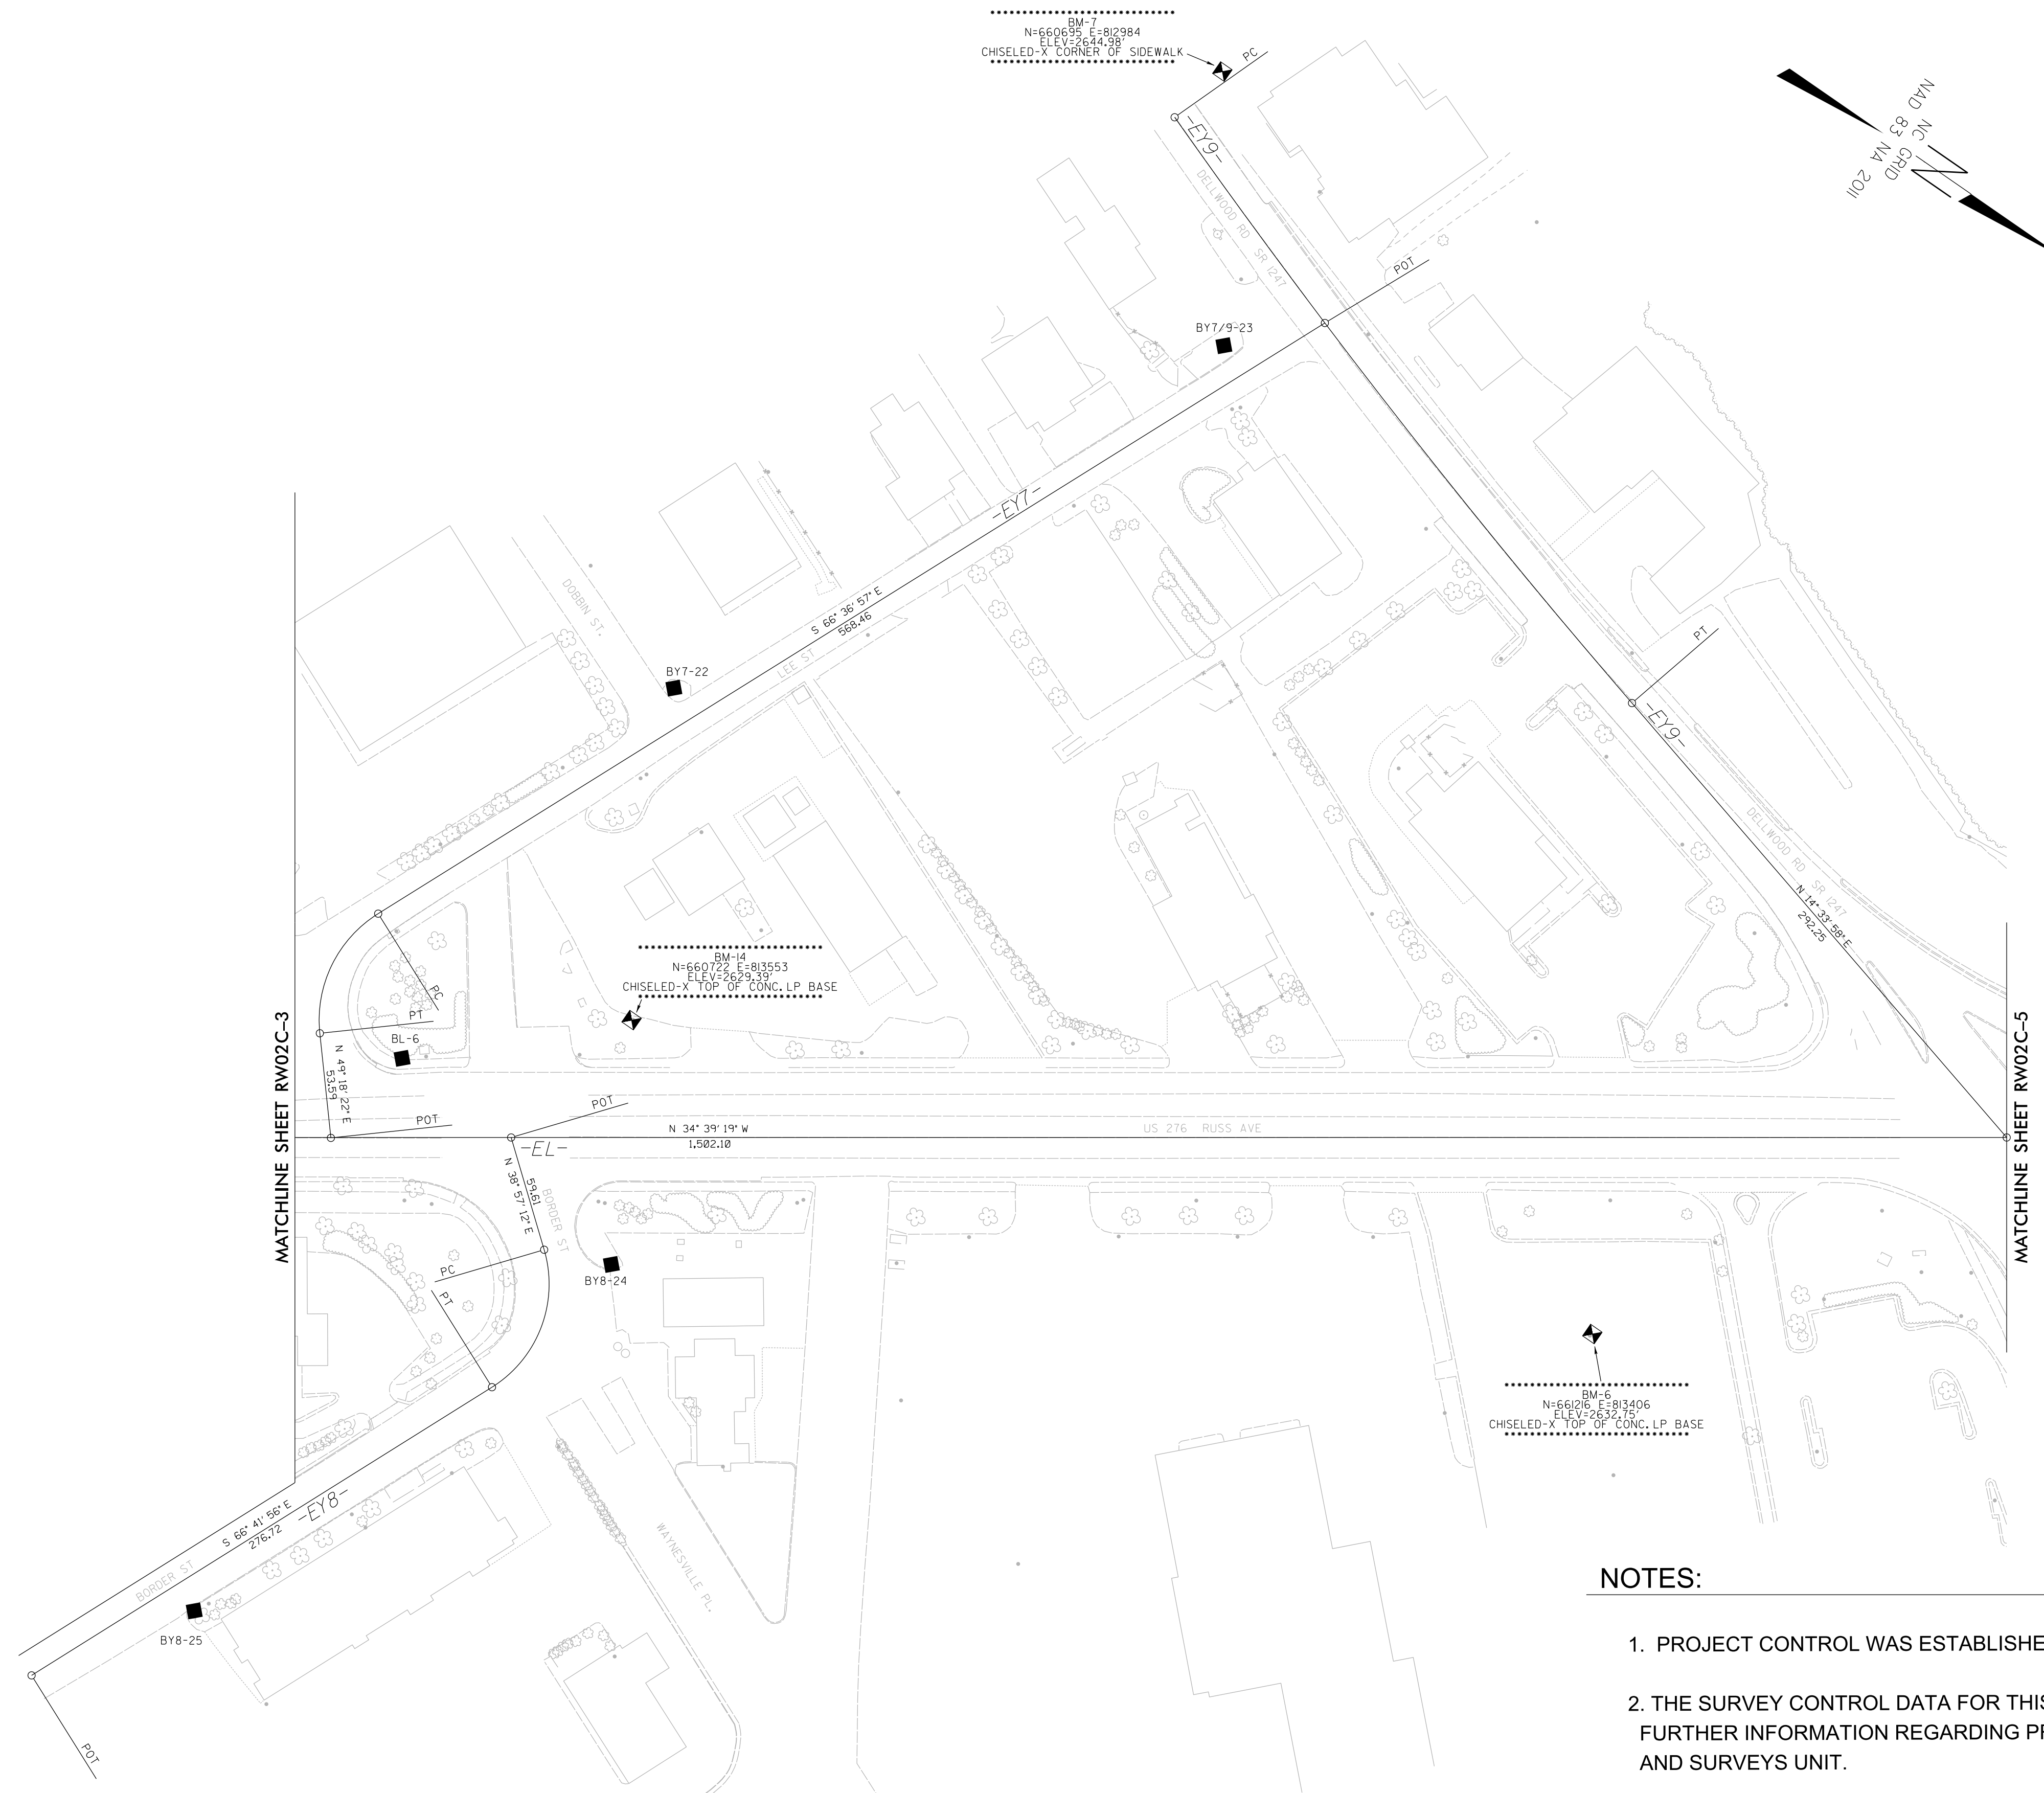 BM-7
N=660695 E=812984
ELEV=2644.98'
CHISELED-X CORNER OF SIDEWALK
PC
-EY9-
NC GRID
NAD 83 NA 2011
N
DELLWOOD RD SR 1247
POT
BY7/9-23
-EY7-
DOBBIN ST.
S 66° 36' 57" E
568.46
LEE ST
BY7-22
PT
-EY9-
DELLWOOD RD SR 1247
N 14° 33' 58" E
292.25
BM-14
N=660722 E=813553
ELEV=2629.39'
CHISELED-X TOP OF CONC. LP BASE
PC
PT
BL-6
N 49° 18' 22" E
53.59
POT
POT
MATCHLINE SHEET RW02C-3
MATCHLINE SHEET RW02C-5
-EL-
N 34° 39' 19" W
1,502.10
US 276 RUSS AVE
59.61
N 38° 57' 12" E
BORDER ST
PC
PT
BY8-24
BM-6
N=661216 E=813406
ELEV=2632.75'
CHISELED-X TOP OF CONC. LP BASE
S 66° 41' 56" E
276.72
-EY8-
BORDER ST
WAYNESVILLE PL.
BY8-25
POT
NOTES:
1. PROJECT CONTROL WAS ESTABLISHE
2. THE SURVEY CONTROL DATA FOR THIS
FURTHER INFORMATION REGARDING PR
AND SURVEYS UNIT.